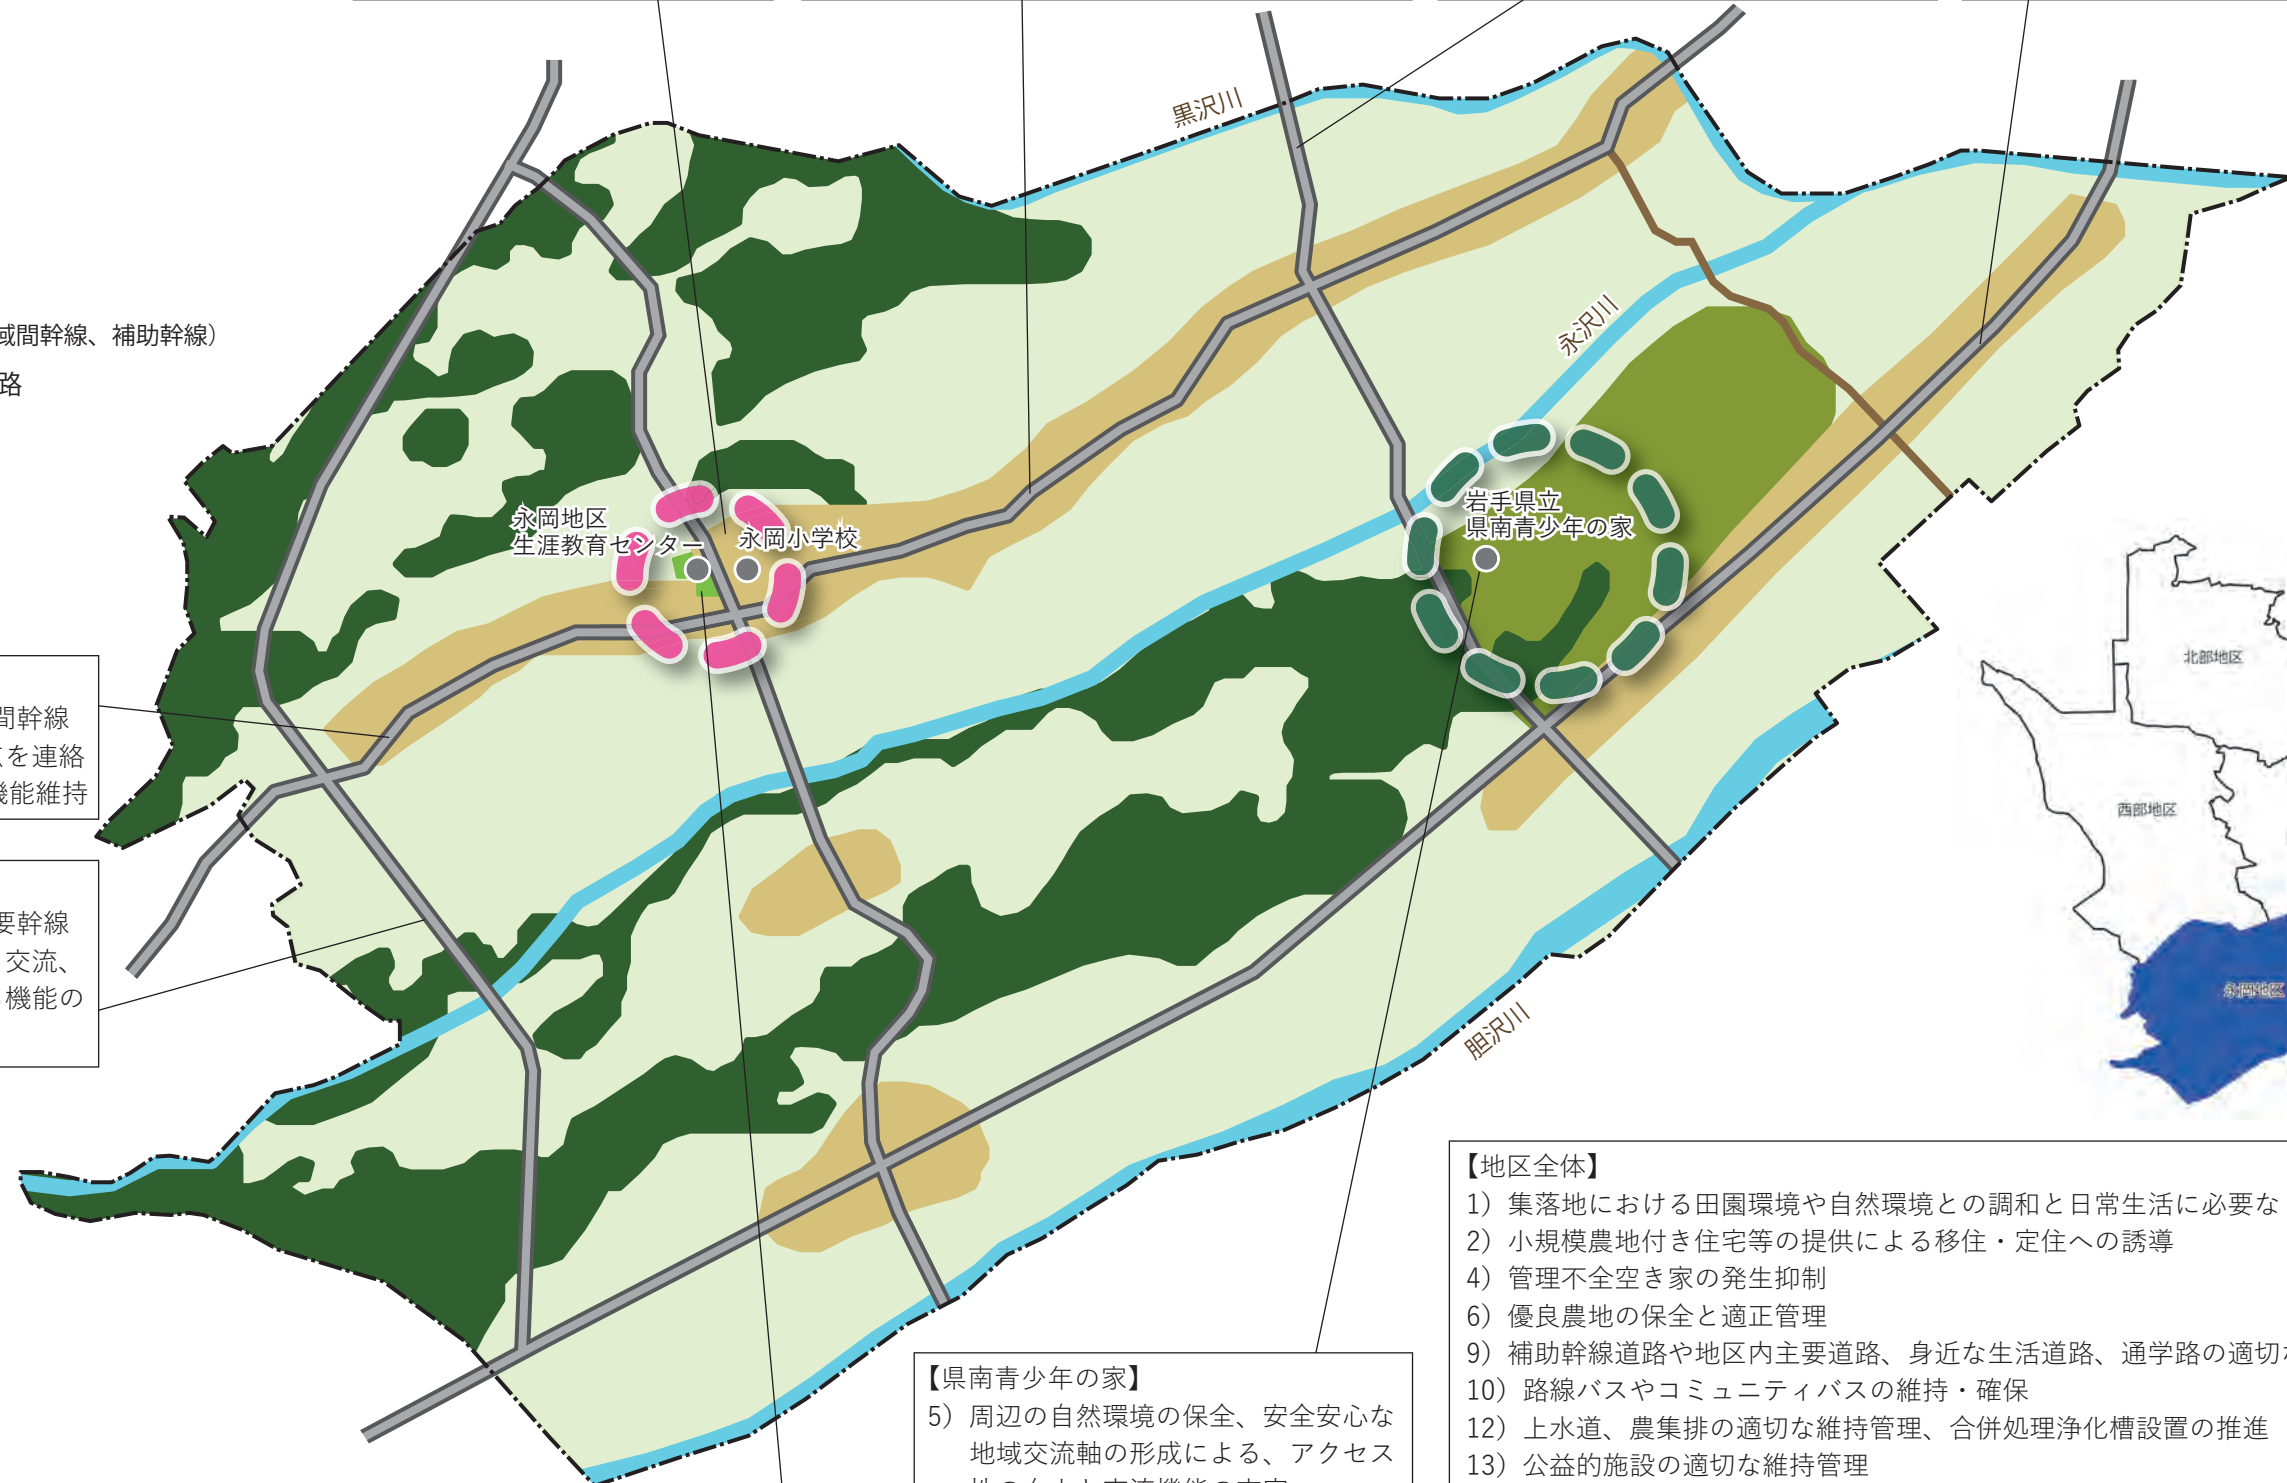 黒沢川
永沢川
域間幹線、補助幹線）
路
永岡地区
生涯教育センター
永岡小学校
岩手県立
県南青少年の家
北部地区
西部地区
永岡地区
間幹線
を連絡
機能維持
要幹線
交流、
機能の
胆沢川
【地区全体】
1）集落地における田園環境や自然環境との調和と日常生活に必要な
2）小規模農地付き住宅等の提供による移住・定住への誘導
4）管理不全空き家の発生抑制
6）優良農地の保全と適正管理
9）補助幹線道路や地区内主要道路、身近な生活道路、通学路の適切
10）路線バスやコミュニティバスの維持・確保
12）上水道、農集排の適切な維持管理、合併処理浄化槽設置の推進
13）公益的施設の適切な維持管理
【県南青少年の家】
5）周辺の自然環境の保全、安全安心な
地域交流軸の形成による、アクセス